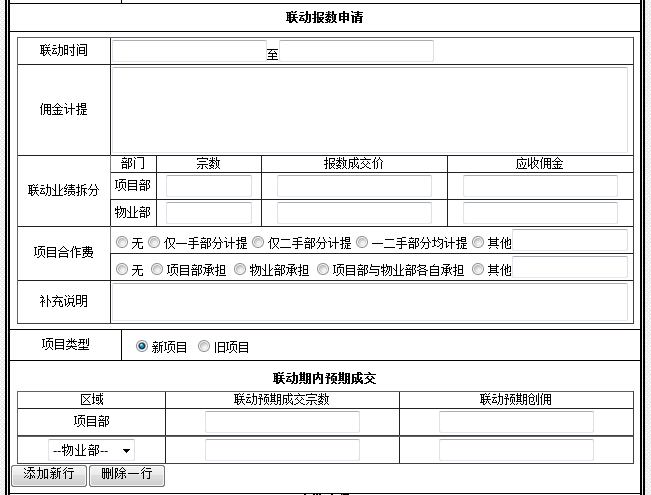 联动报数申请
联动时间 至
佣金计提
部门 宗数 报数成交价 应收佣金
联动业绩拆分
项目部
物业部
项目合作费
无 仅一手部分计提 仅二手部分计提 一二手部分均计提 其他
无 项目部承担 物业部承担 项目部与物业部各自承担 其他
补充说明
项目类型 新项目 旧项目
联动期内预期成交
区域 联动预期成交宗数 联动预期创佣
项目部
--物业部--
添加新行 删除一行